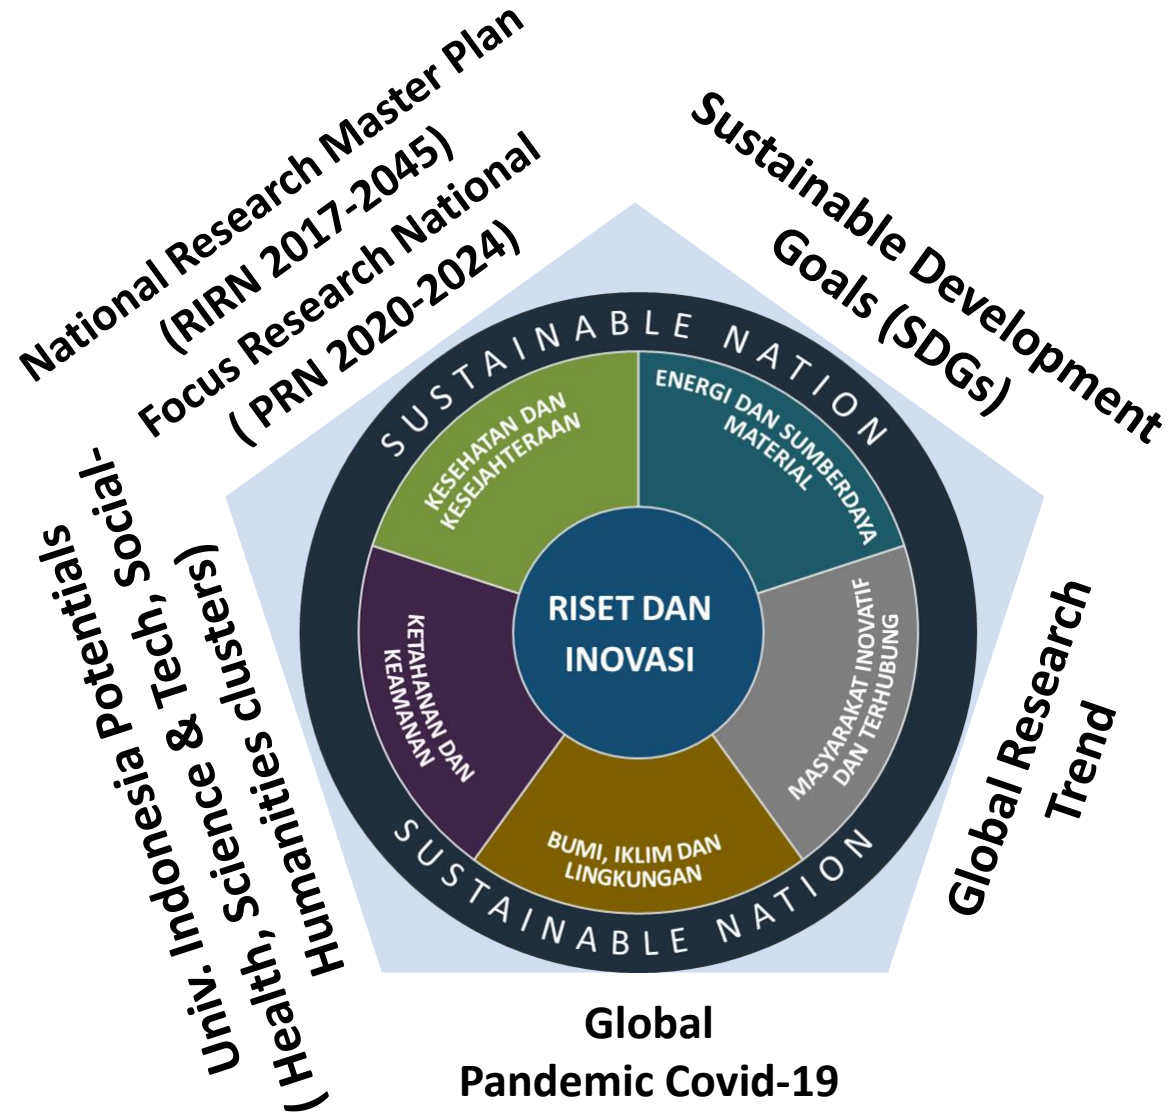 National Research Master Plan
(RIRN 2017-2045)
Focus Research National
( PRN 2020-2024)
Sustainable Development
Goals (SDGs)
SUSTAINABLE NATION
KESEHATAN DAN
KESEJAHTERAAN
ENERGI DAN SUMBERDAYA
MATERIAL
RISET DAN
INOVASI
KETAHANAN DAN
KEAMANAN
MASYARAKAT INOVATIF
DAN TERHUBUNG
BUMI, IKLIM DAN
LINGKUNGAN
SUSTAINABLE NATION
Univ. Indonesia Potentials
( Health, Science & Tech, Social-
Humanities clusters)
Global Research
Trend
Global
Pandemic Covid-19